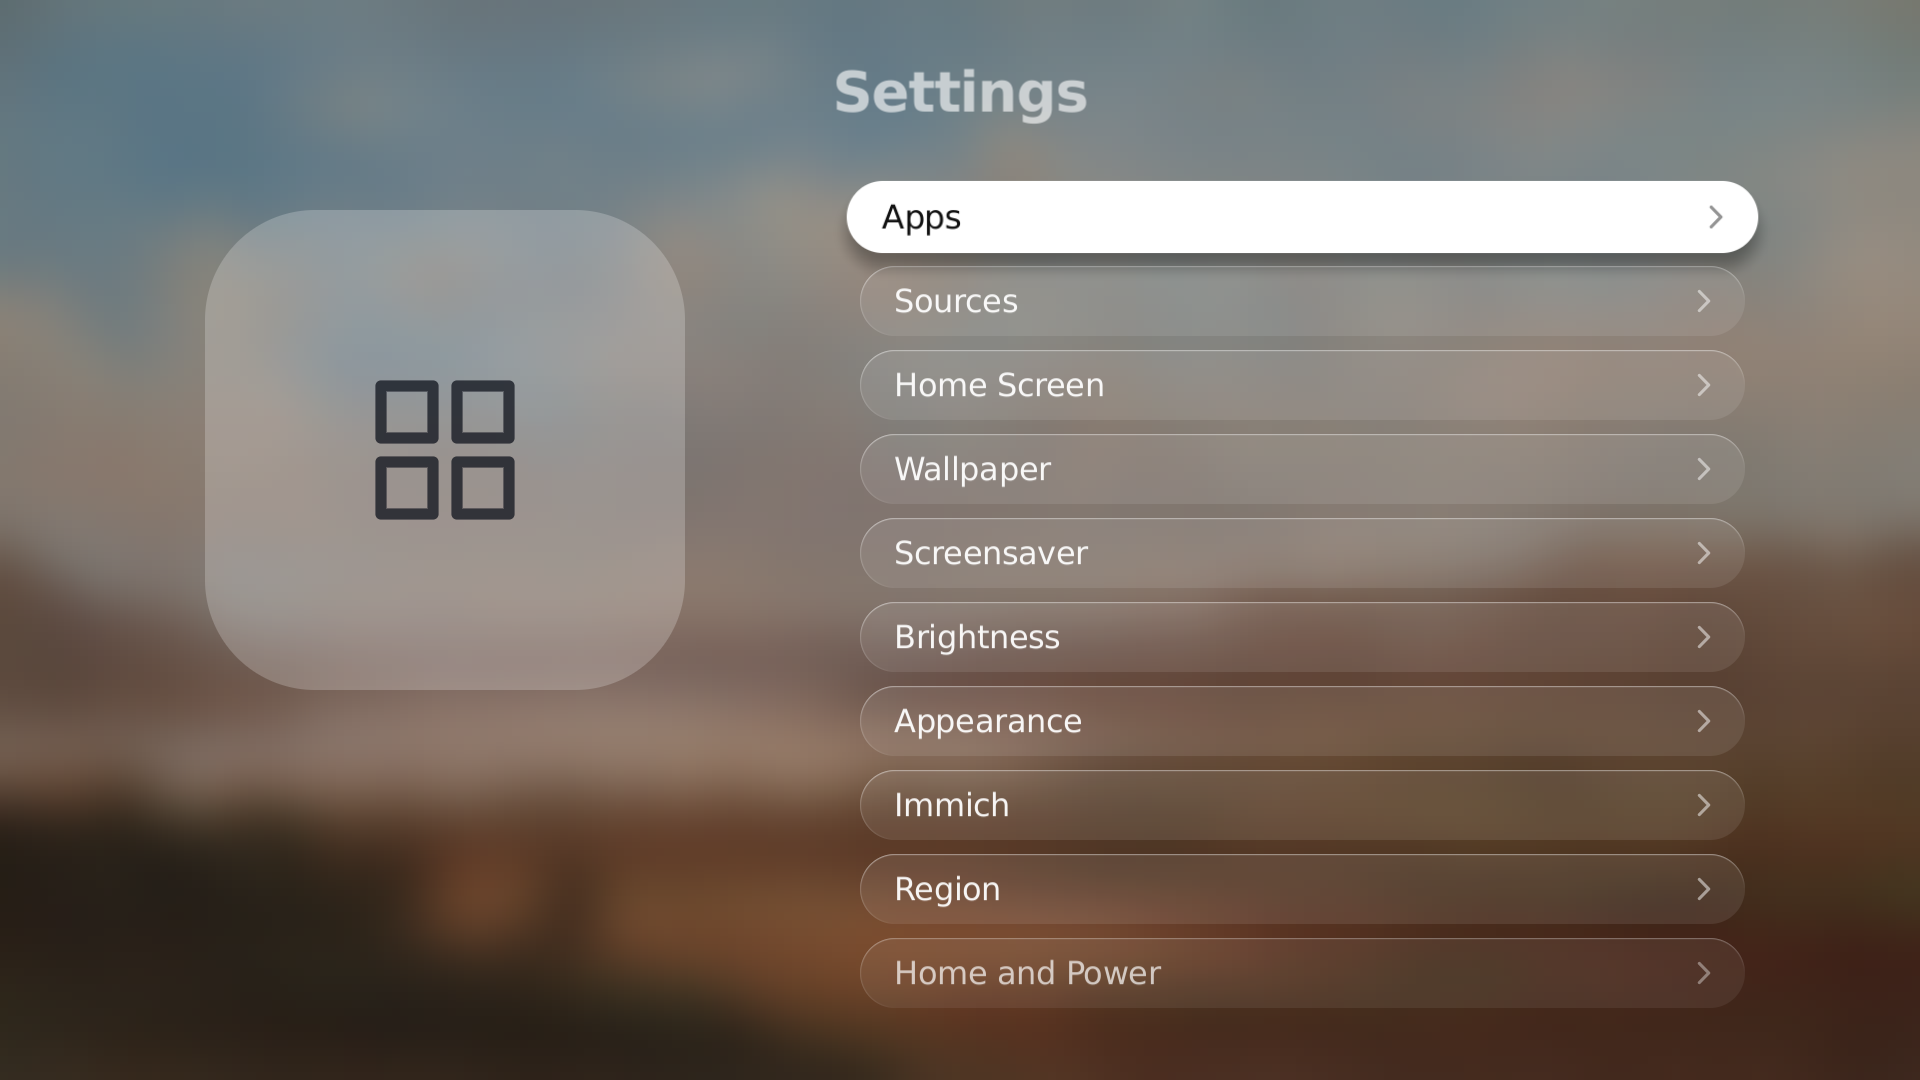 Settings
Apps
Sources
Home Screen
Wallpaper
Screensaver
Brightness
Appearance
Immich
Region
Home and Power